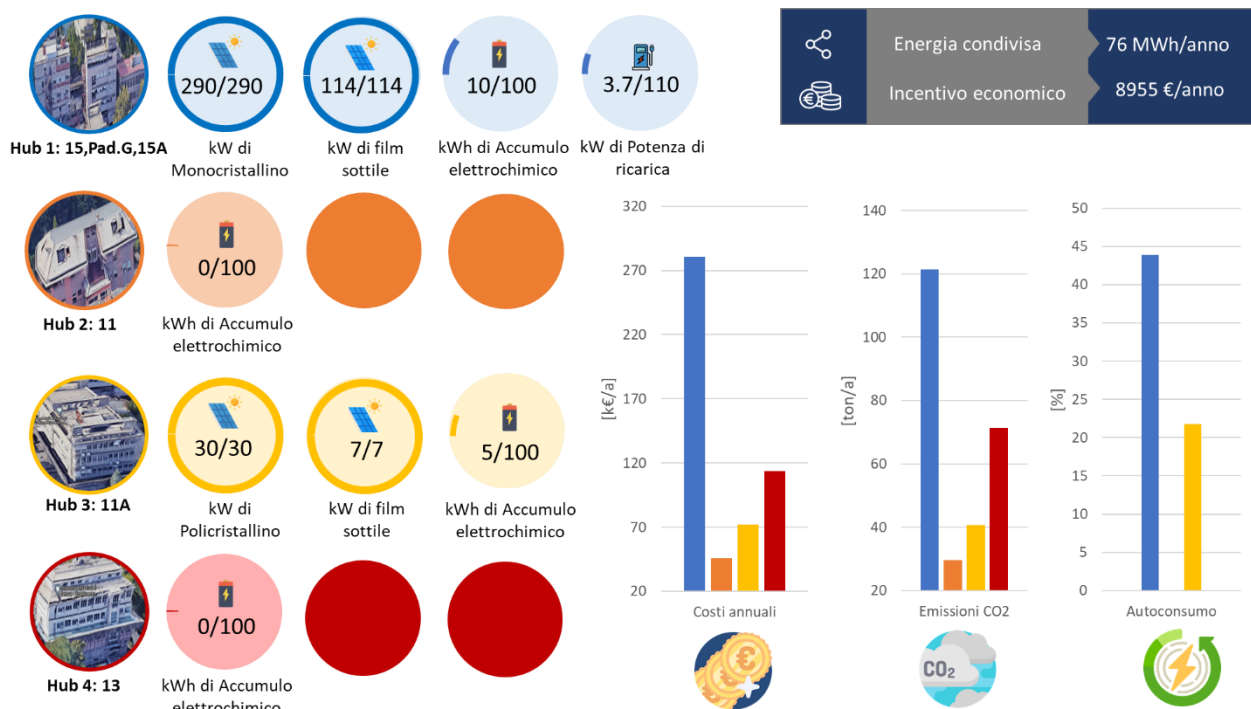 Energia condivisa
76 MWh/anno
Incentivo economico
8955 €/anno
290/290
114/114
10/100
3.7/110
Hub 1: 15,Pad.G,15A
kW di
Monocristallino
kW di film
sottile
kWh di Accumulo
elettrochimico
kW di Potenza di
ricarica
0/100
Hub 2: 11
kWh di Accumulo
elettrochimico
30/30
7/7
5/100
Hub 3: 11A
kW di
Policristallino
kW di film
sottile
kWh di Accumulo
elettrochimico
0/100
Hub 4: 13
kWh di Accumulo
elettrochimico
[k€/a]
320
270
220
170
120
70
20
Costi annuali
[ton/a]
140
120
100
80
60
40
20
Emissioni CO2
[%]
50
45
40
35
30
25
20
15
10
5
0
Autoconsumo
€
CO₂